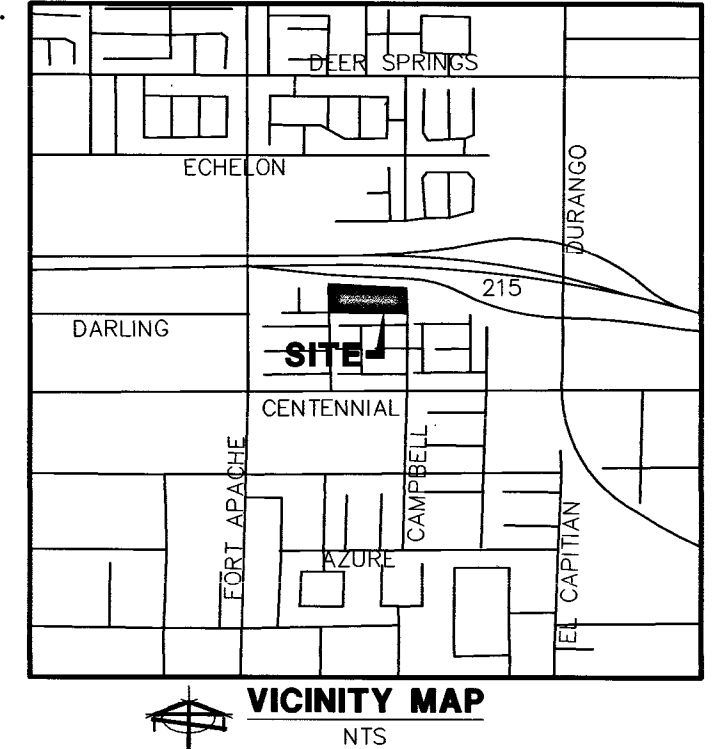 DEER SPRINGS
ECHELON
DURANGO
215
DARLING
SITE
CENTENNIAL
FORT APACHE
CAMPBELL
AZURE
EL CAPITIAN
VICINITY MAP
NTS